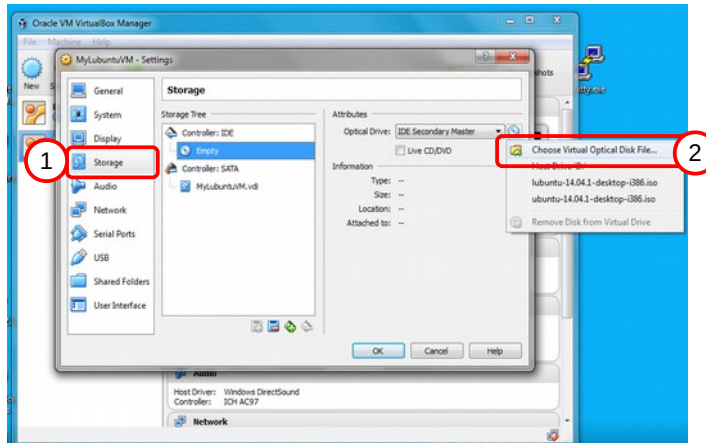 Oracle VM VirtualBox Manager
File Machine Help
MyLubuntuVM - Settings
New
General
System
Display
Storage
Audio
Network
Serial Ports
USB
Shared Folders
User Interface
1
Storage
Storage Tree
Controller: IDE
Empty
Controller: SATA
MyLubuntuVM.vdi
Attributes
Optical Drive: IDE Secondary Master
Live CD/DVD
Information
Type: --
Size: --
Location: --
Attached to: --
Choose Virtual Optical Disk File...
2
lubuntu-14.04.1-desktop-i386.iso
ubuntu-14.04.1-desktop-i386.iso
Remove Disk from Virtual Drive
OK
Cancel
Help
Audio
Host Driver: Windows DirectSound
Controller: ICH AC97
Network